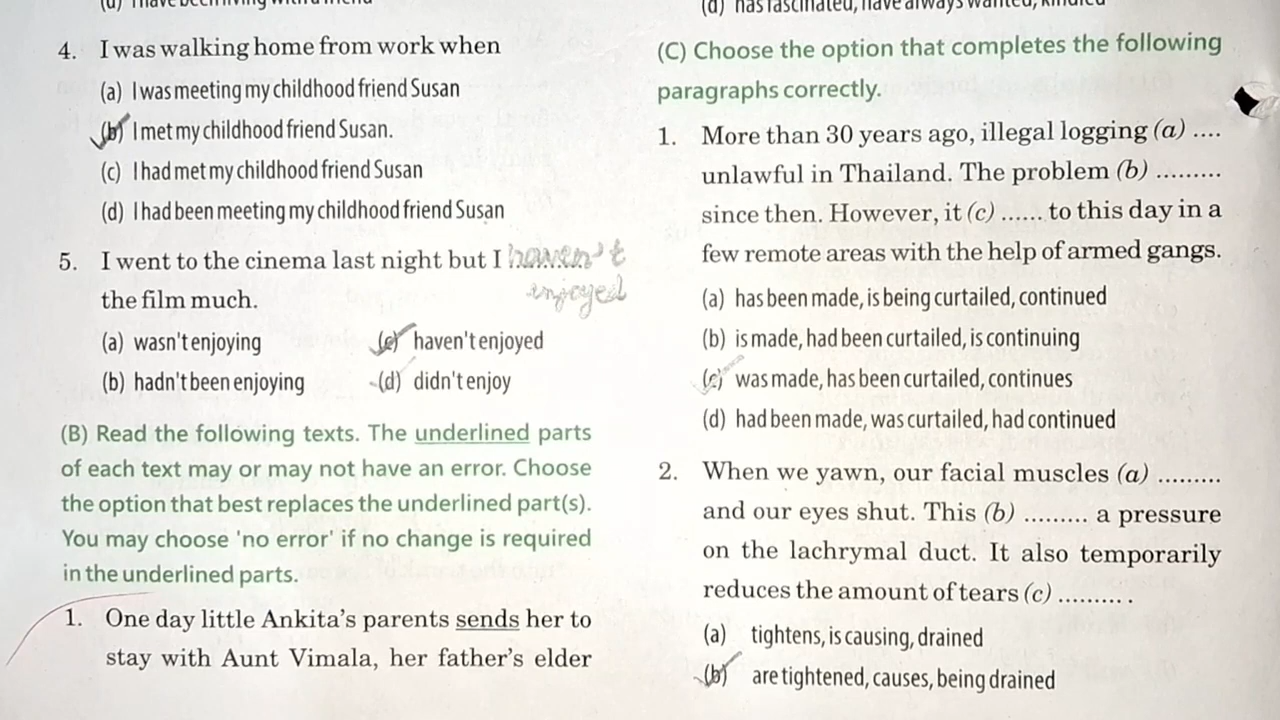 (d) I have been living with a friend
4. I was walking home from work when
(a) I was meeting my childhood friend Susan
(b) I met my childhood friend Susan.
(c) I had met my childhood friend Susan
(d) I had been meeting my childhood friend Susan
5. I went to the cinema last night but I haven't
enjoyed
the film much.
(a) wasn't enjoying (c) haven't enjoyed
(b) hadn't been enjoying (d) didn't enjoy
(B) Read the following texts. The underlined parts
of each text may or may not have an error. Choose
the option that best replaces the underlined part(s).
You may choose 'no error' if no change is required
in the underlined parts.
1. One day little Ankita's parents sends her to
stay with Aunt Vimala, her father's elder
(d) has fascinated, have always wanted, kindled
(C) Choose the option that completes the following
paragraphs correctly.
1. More than 30 years ago, illegal logging (a) ....
unlawful in Thailand. The problem (b) .........
since then. However, it (c) ...... to this day in a
few remote areas with the help of armed gangs.
(a) has been made, is being curtailed, continued
(b) is made, had been curtailed, is continuing
(c) was made, has been curtailed, continues
(d) had been made, was curtailed, had continued
2. When we yawn, our facial muscles (a) .........
and our eyes shut. This (b) ......... a pressure
on the lachrymal duct. It also temporarily
reduces the amount of tears (c) ......... .
(a) tightens, is causing, drained
(b) are tightened, causes, being drained